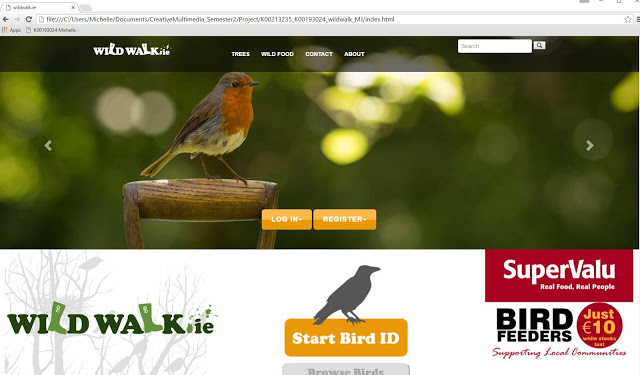 wildwalk.ie
file:///C:/Users/Michelle/Documents/CreativeMultimedia_Semester2/Project/K00213235_K00193024_wildwalk_MJ/index.html
Apps K00193024 Michelle
WILD WALK.ie
TREES WILD FOOD CONTACT ABOUT
Search
LOG IN REGISTER
WILD WALK.ie
Start Bird ID
Browse Birds
SuperValu
Real Food, Real People
BIRD FEEDERS
Just
€10
while stocks
last
Supporting Local Communities